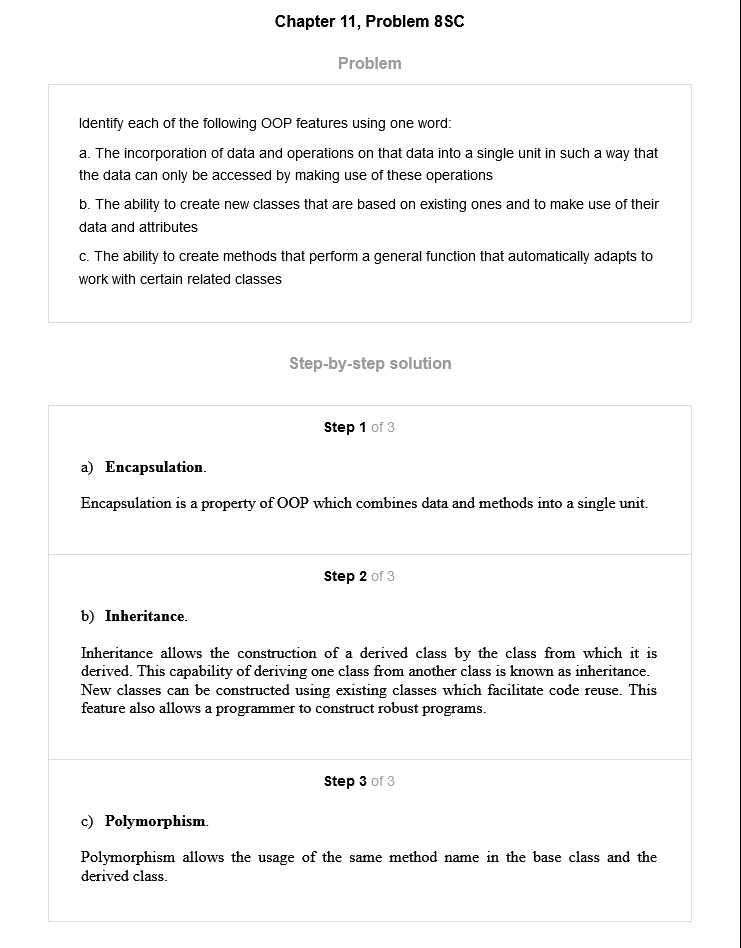 Chapter 11, Problem 8SC
Problem
Identify each of the following OOP features using one word:
a. The incorporation of data and operations on that data into a single unit in such a way that
the data can only be accessed by making use of these operations
b. The ability to create new classes that are based on existing ones and to make use of their
data and attributes
c. The ability to create methods that perform a general function that automatically adapts to
work with certain related classes
Step-by-step solution
Step 1 of 3
a) Encapsulation.
Encapsulation is a property of OOP which combines data and methods into a single unit.
Step 2 of 3
b) Inheritance.
Inheritance allows the construction of a derived class by the class from which it is
derived. This capability of deriving one class from another class is known as inheritance.
New classes can be constructed using existing classes which facilitate code reuse. This
feature also allows a programmer to construct robust programs.
Step 3 of 3
c) Polymorphism.
Polymorphism allows the usage of the same method name in the base class and the
derived class.